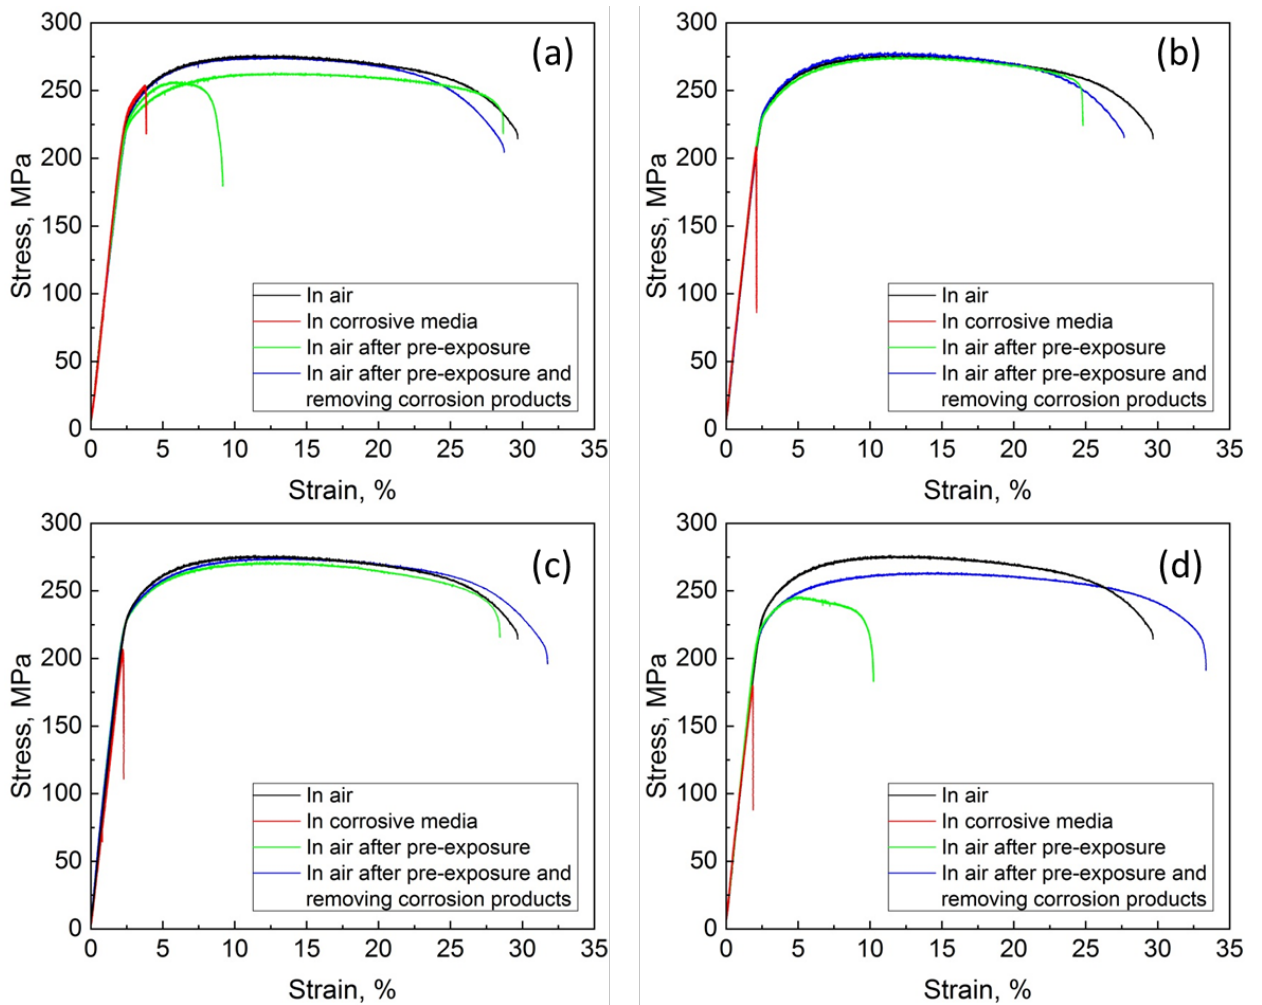 (a)
300
250
200
150
100
50
0
Stress, MPa
In air
In corrosive media
In air after pre-exposure
In air after pre-exposure and
removing corrosion products
0 5 10 15 20 25 30 35
Strain, %
(b)
300
250
200
150
100
50
0
Stress, MPa
In air
In corrosive media
In air after pre-exposure
In air after pre-exposure and
removing corrosion products
0 5 10 15 20 25 30 35
Strain, %
(c)
300
250
200
150
100
50
0
Stress, MPa
In air
In corrosive media
In air after pre-exposure
In air after pre-exposure and
removing corrosion products
0 5 10 15 20 25 30 35
Strain, %
(d)
300
250
200
150
100
50
0
Stress, MPa
In air
In corrosive media
In air after pre-exposure
In air after pre-exposure and
removing corrosion products
0 5 10 15 20 25 30 35
Strain, %